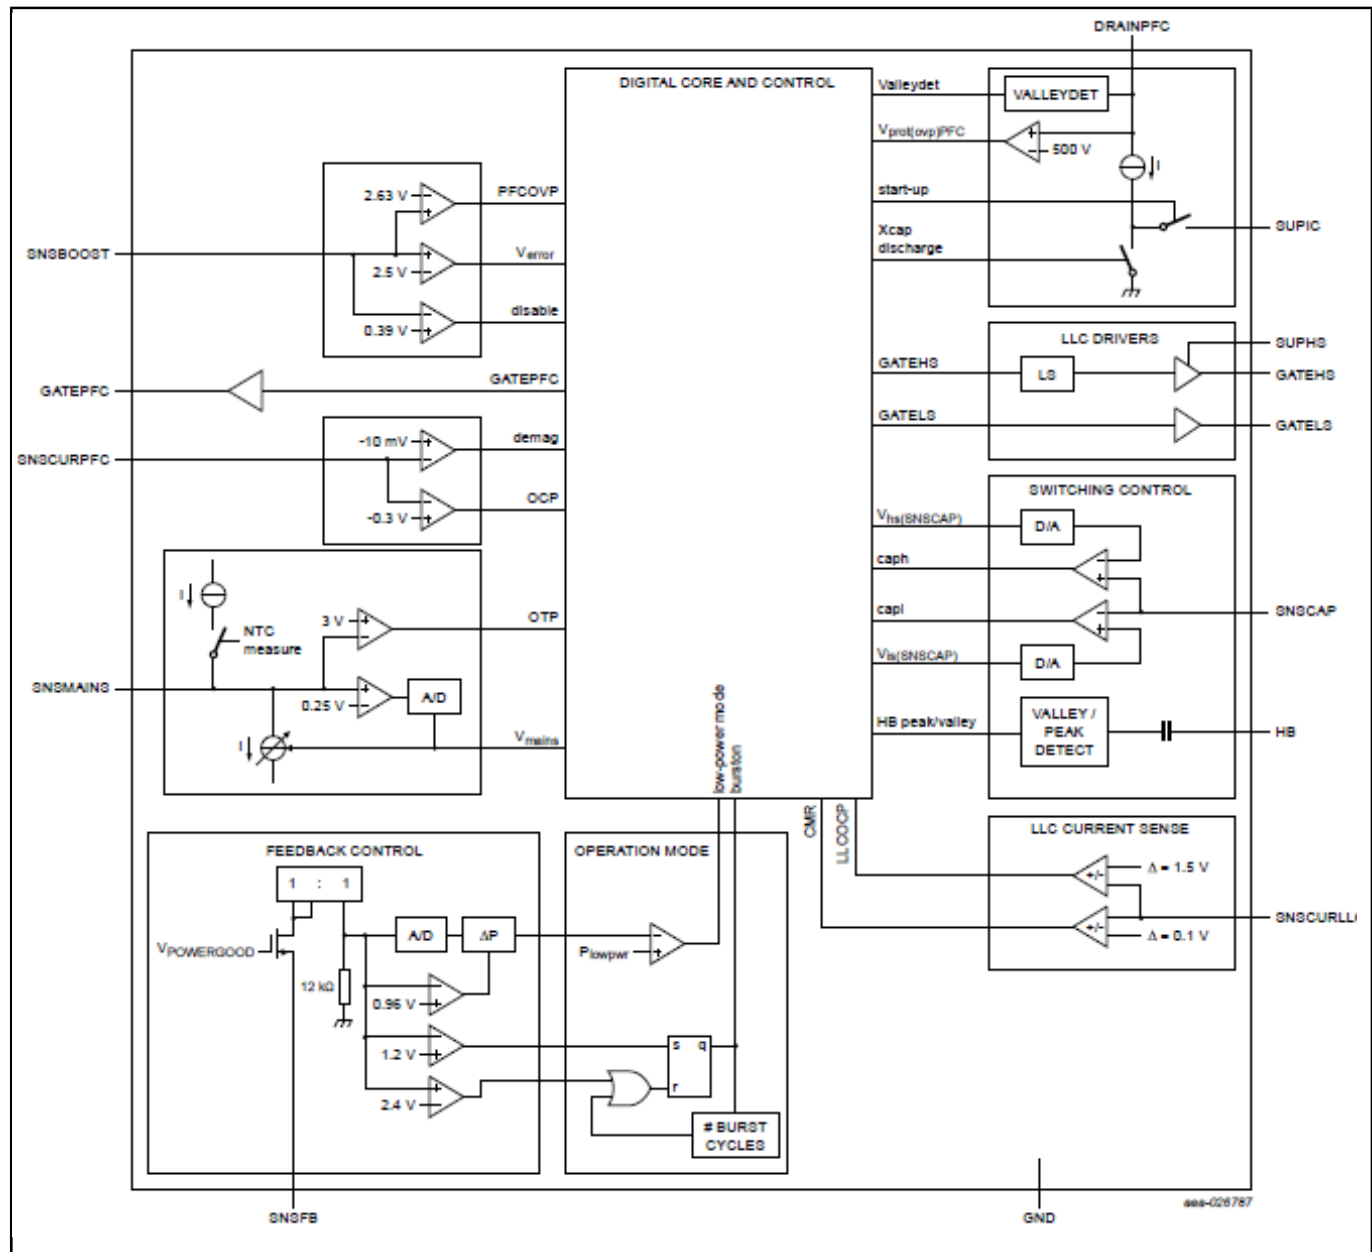 DRAINPFC
DIGITAL CORE AND CONTROL
Valleydet
VALLEYDET
Vprot(ovp)PFC
+
−
500 V
I
start-up
SUPIC
Xcap
discharge
2.63 V
−
+
PFCOVP
SNSBOOST
+
−
2.5 V
Verror
−
+
0.39 V
disable
LLC DRIVERS
SUPHS
GATEHS
LS
GATEHS
GATELS
GATELS
GATEPFC
GATEPFC
-10 mV
+
−
demag
SNSCURPFC
−
+
-0.3 V
OCP
SWITCHING CONTROL
Vhs(SNSCAP)
D/A
caph
−
+
capl
−
+
SNSCAP
Vls(SNSCAP)
D/A
HB peak/valley
VALLEY /
PEAK
DETECT
HB
I
NTC
measure
3 V
+
−
OTP
SNSMAINS
+
−
0.25 V
A/D
I
Vmains
low-power mode
burston
CMR
LLCOCP
LLC CURRENT SENSE
+/-
Δ = 1.5 V
+/-
Δ = 0.1 V
SNSCURLL
FEEDBACK CONTROL
1 : 1
VPOWERGOOD
12 kΩ
A/D
ΔP
−
+
0.96 V
−
+
1.2 V
+
−
2.4 V
OPERATION MODE
−
+
Plowpwr
s q
r
# BURST
CYCLES
SNSFB
GND
aaa-026787